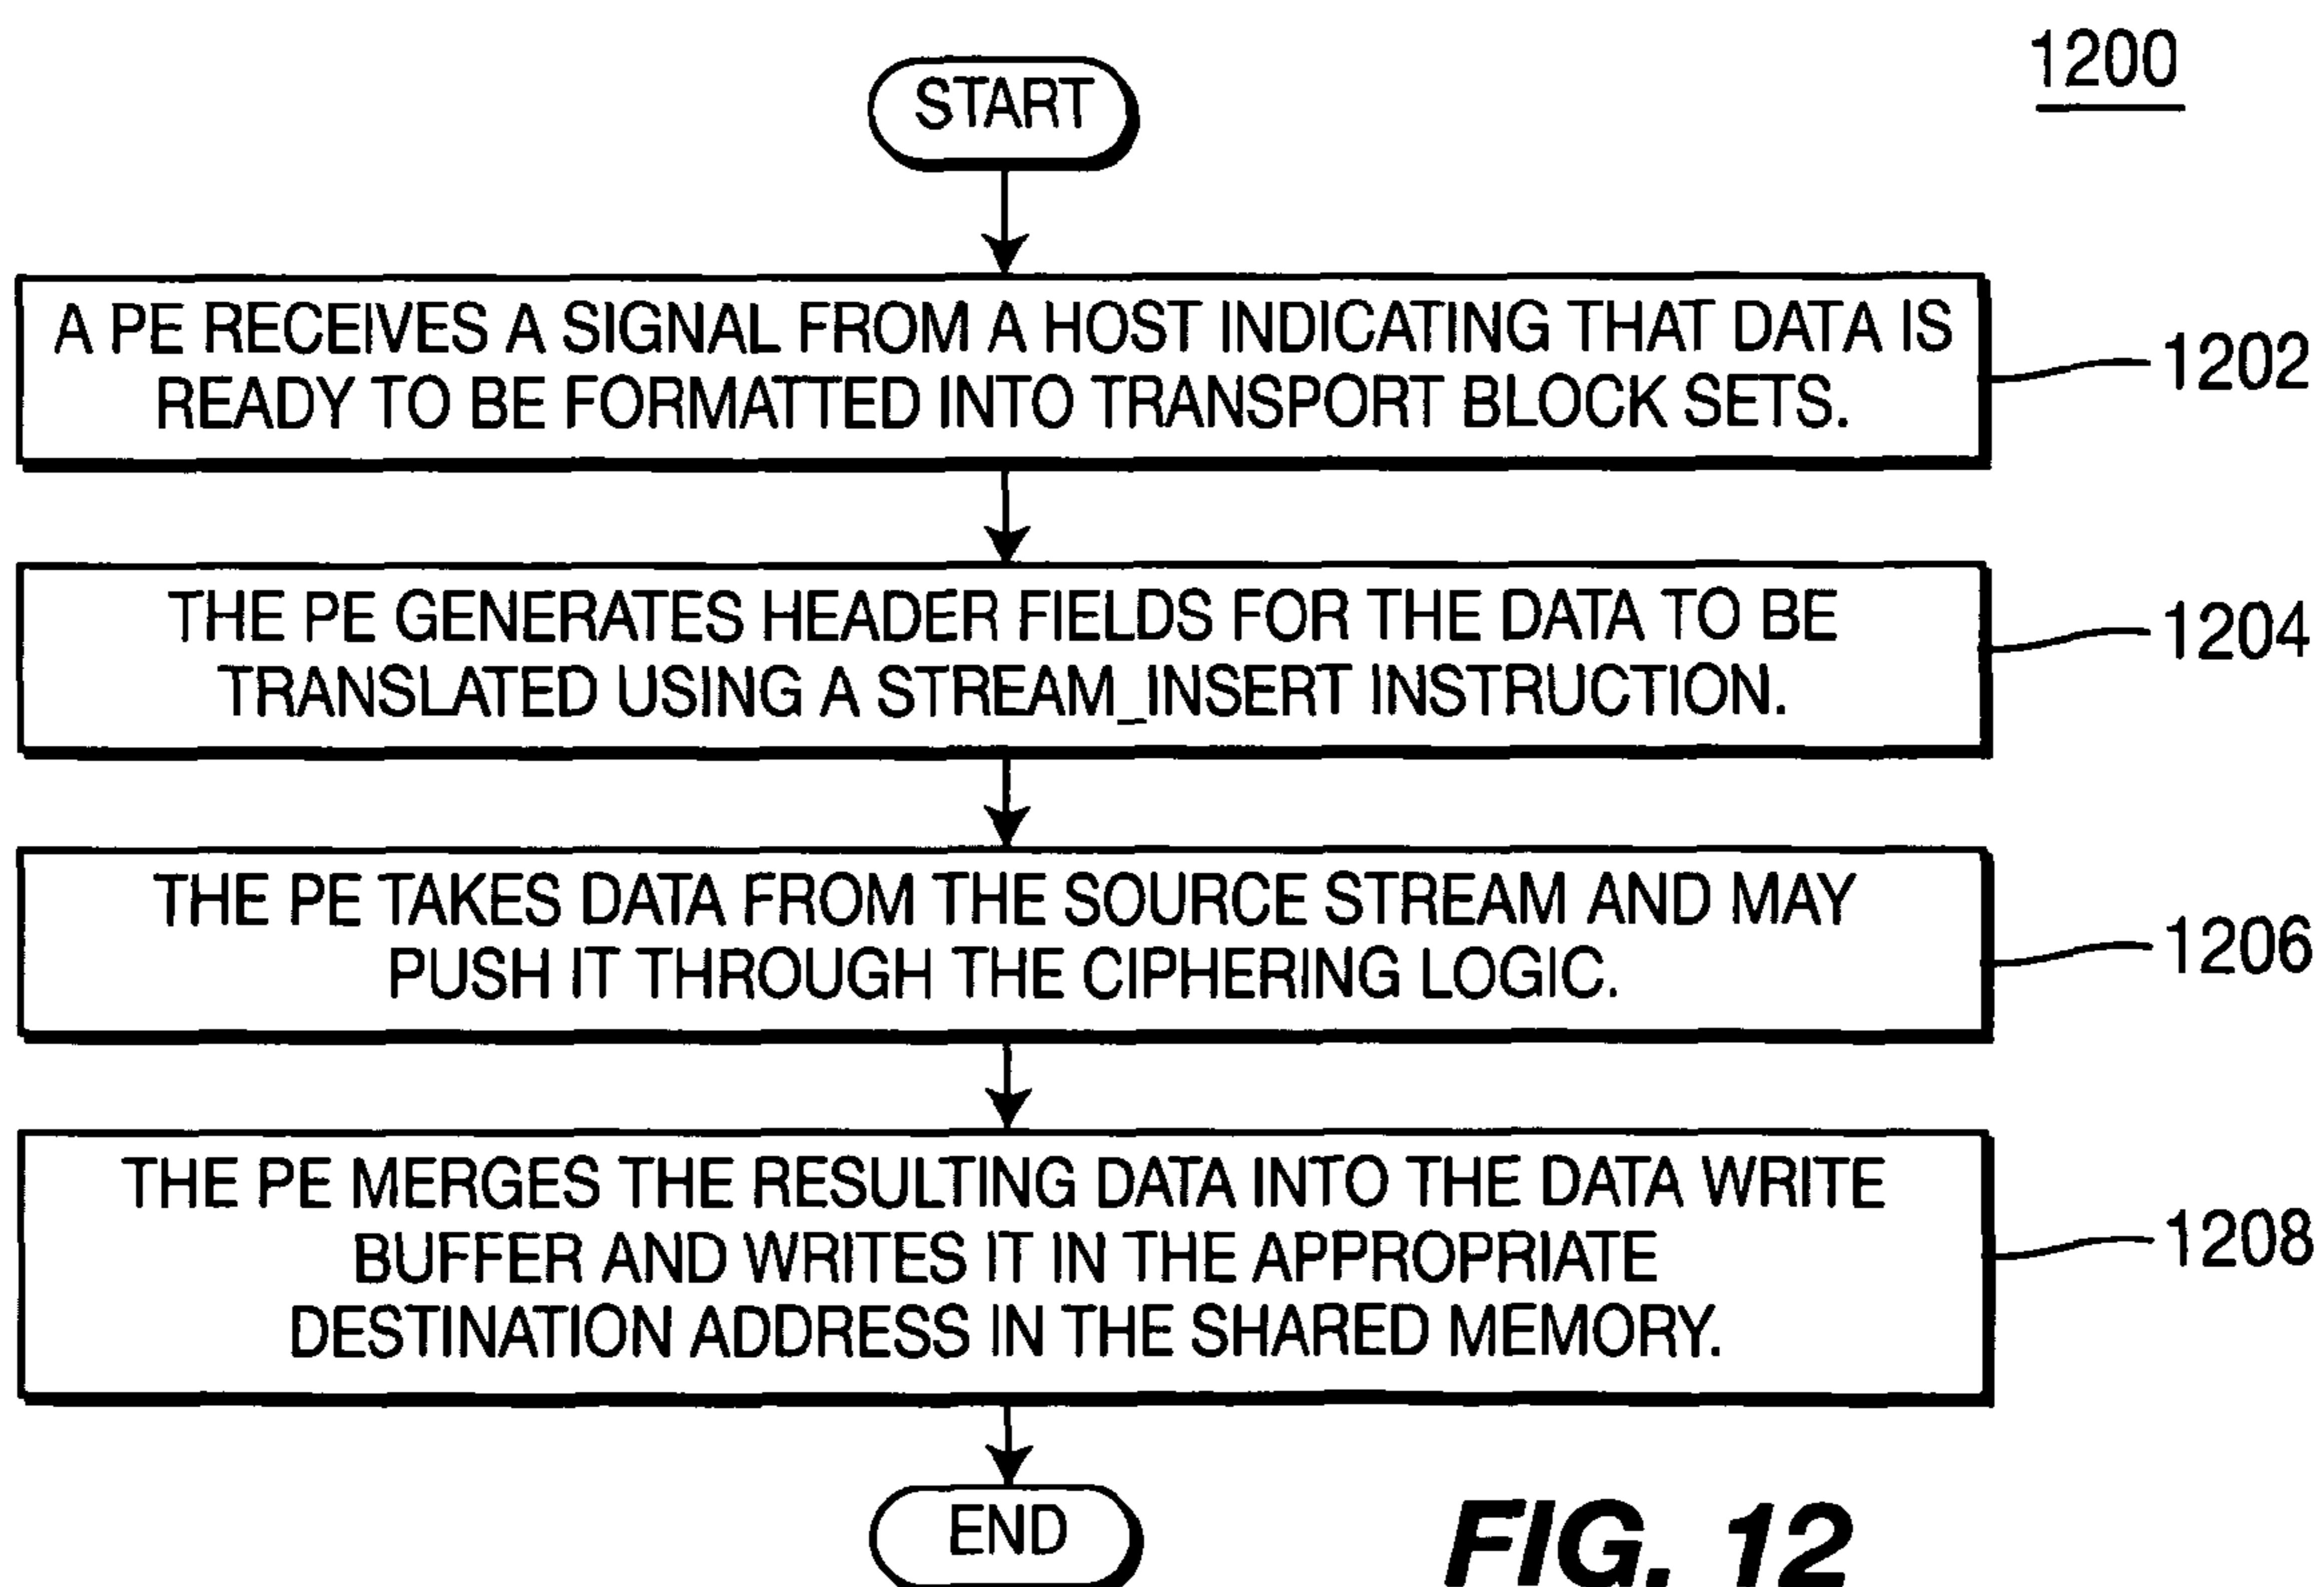 1200
START
A PE RECEIVES A SIGNAL FROM A HOST INDICATING THAT DATA IS
READY TO BE FORMATTED INTO TRANSPORT BLOCK SETS.
1202
THE PE GENERATES HEADER FIELDS FOR THE DATA TO BE
TRANSLATED USING A STREAM_INSERT INSTRUCTION.
1204
THE PE TAKES DATA FROM THE SOURCE STREAM AND MAY
PUSH IT THROUGH THE CIPHERING LOGIC.
1206
THE PE MERGES THE RESULTING DATA INTO THE DATA WRITE
BUFFER AND WRITES IT IN THE APPROPRIATE
DESTINATION ADDRESS IN THE SHARED MEMORY.
1208
END
FIG. 12